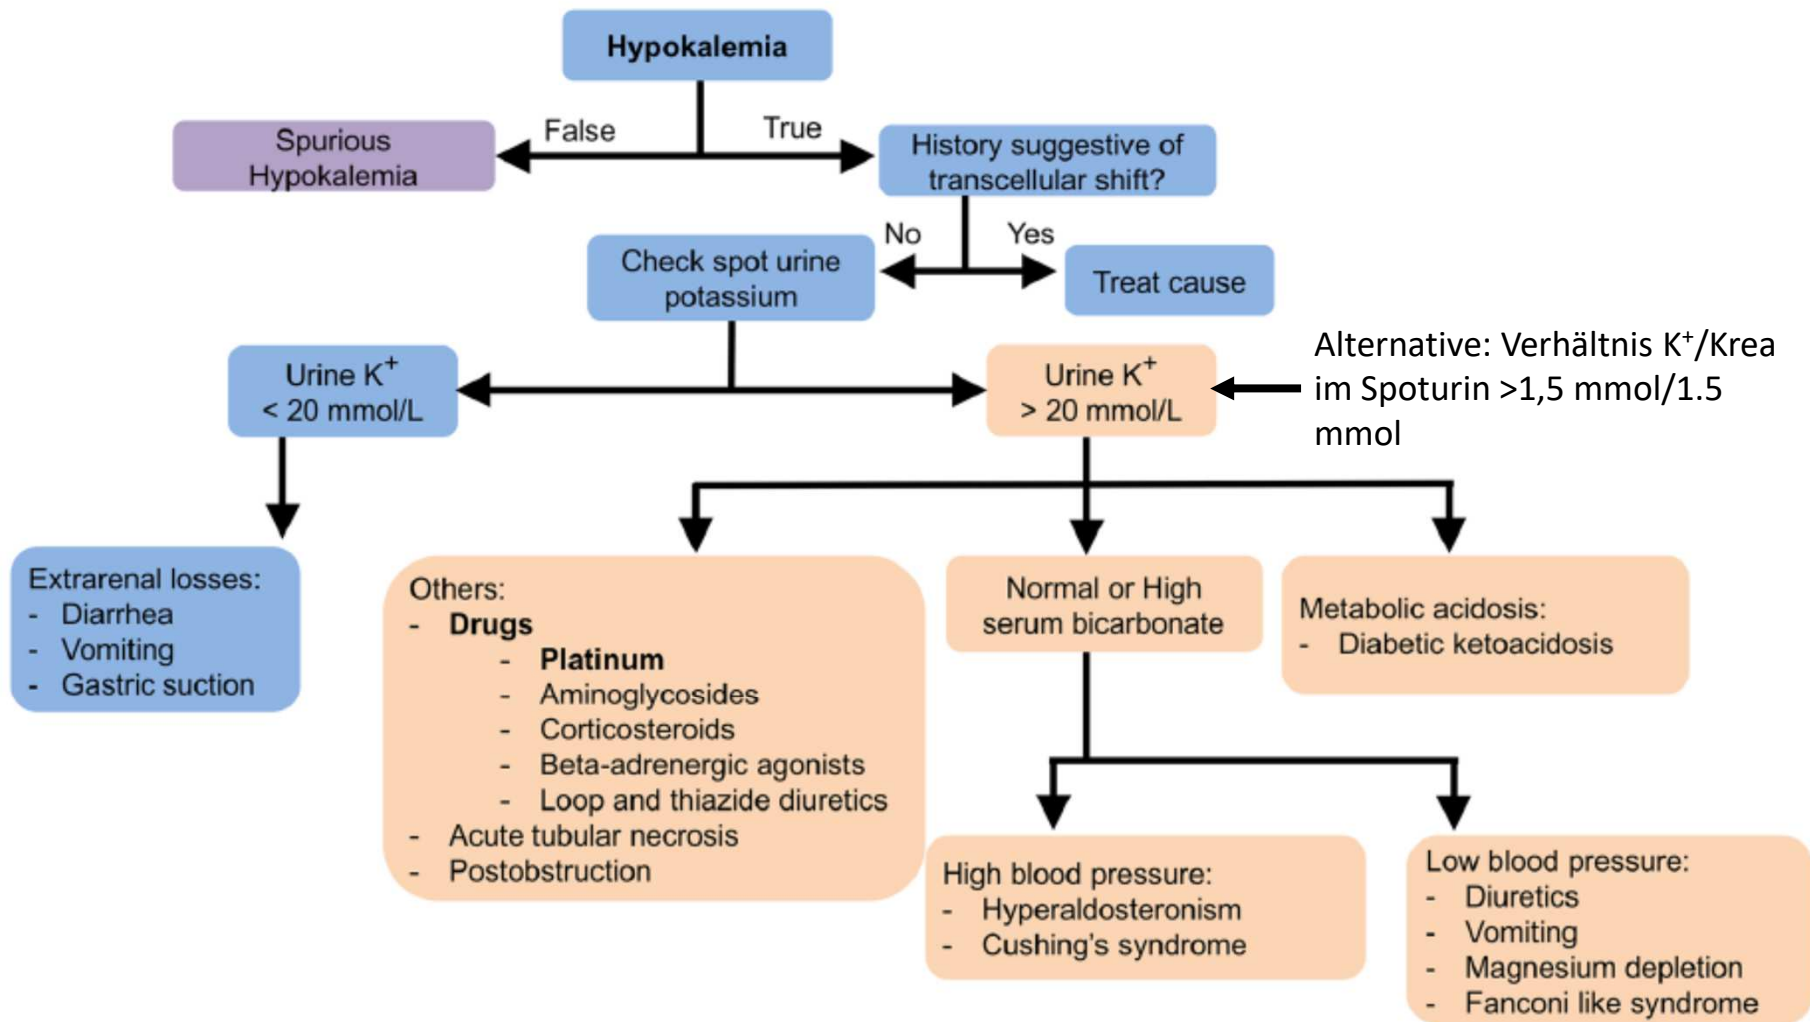 Hypokalemia
False
True
Spurious
Hypokalemia
History suggestive of
transcellular shift?
No
Yes
Check spot urine
potassium
Treat cause
Urine K⁺
< 20 mmol/L
Urine K⁺
> 20 mmol/L
Alternative: Verhältnis K⁺/Krea
im Spoturin >1,5 mmol/1.5
mmol
Extrarenal losses:
- Diarrhea
- Vomiting
- Gastric suction
Others:
- Drugs
- Platinum
- Aminoglycosides
- Corticosteroids
- Beta-adrenergic agonists
- Loop and thiazide diuretics
- Acute tubular necrosis
- Postobstruction
Normal or High
serum bicarbonate
Metabolic acidosis:
- Diabetic ketoacidosis
High blood pressure:
- Hyperaldosteronism
- Cushing's syndrome
Low blood pressure:
- Diuretics
- Vomiting
- Magnesium depletion
- Fanconi like syndrome